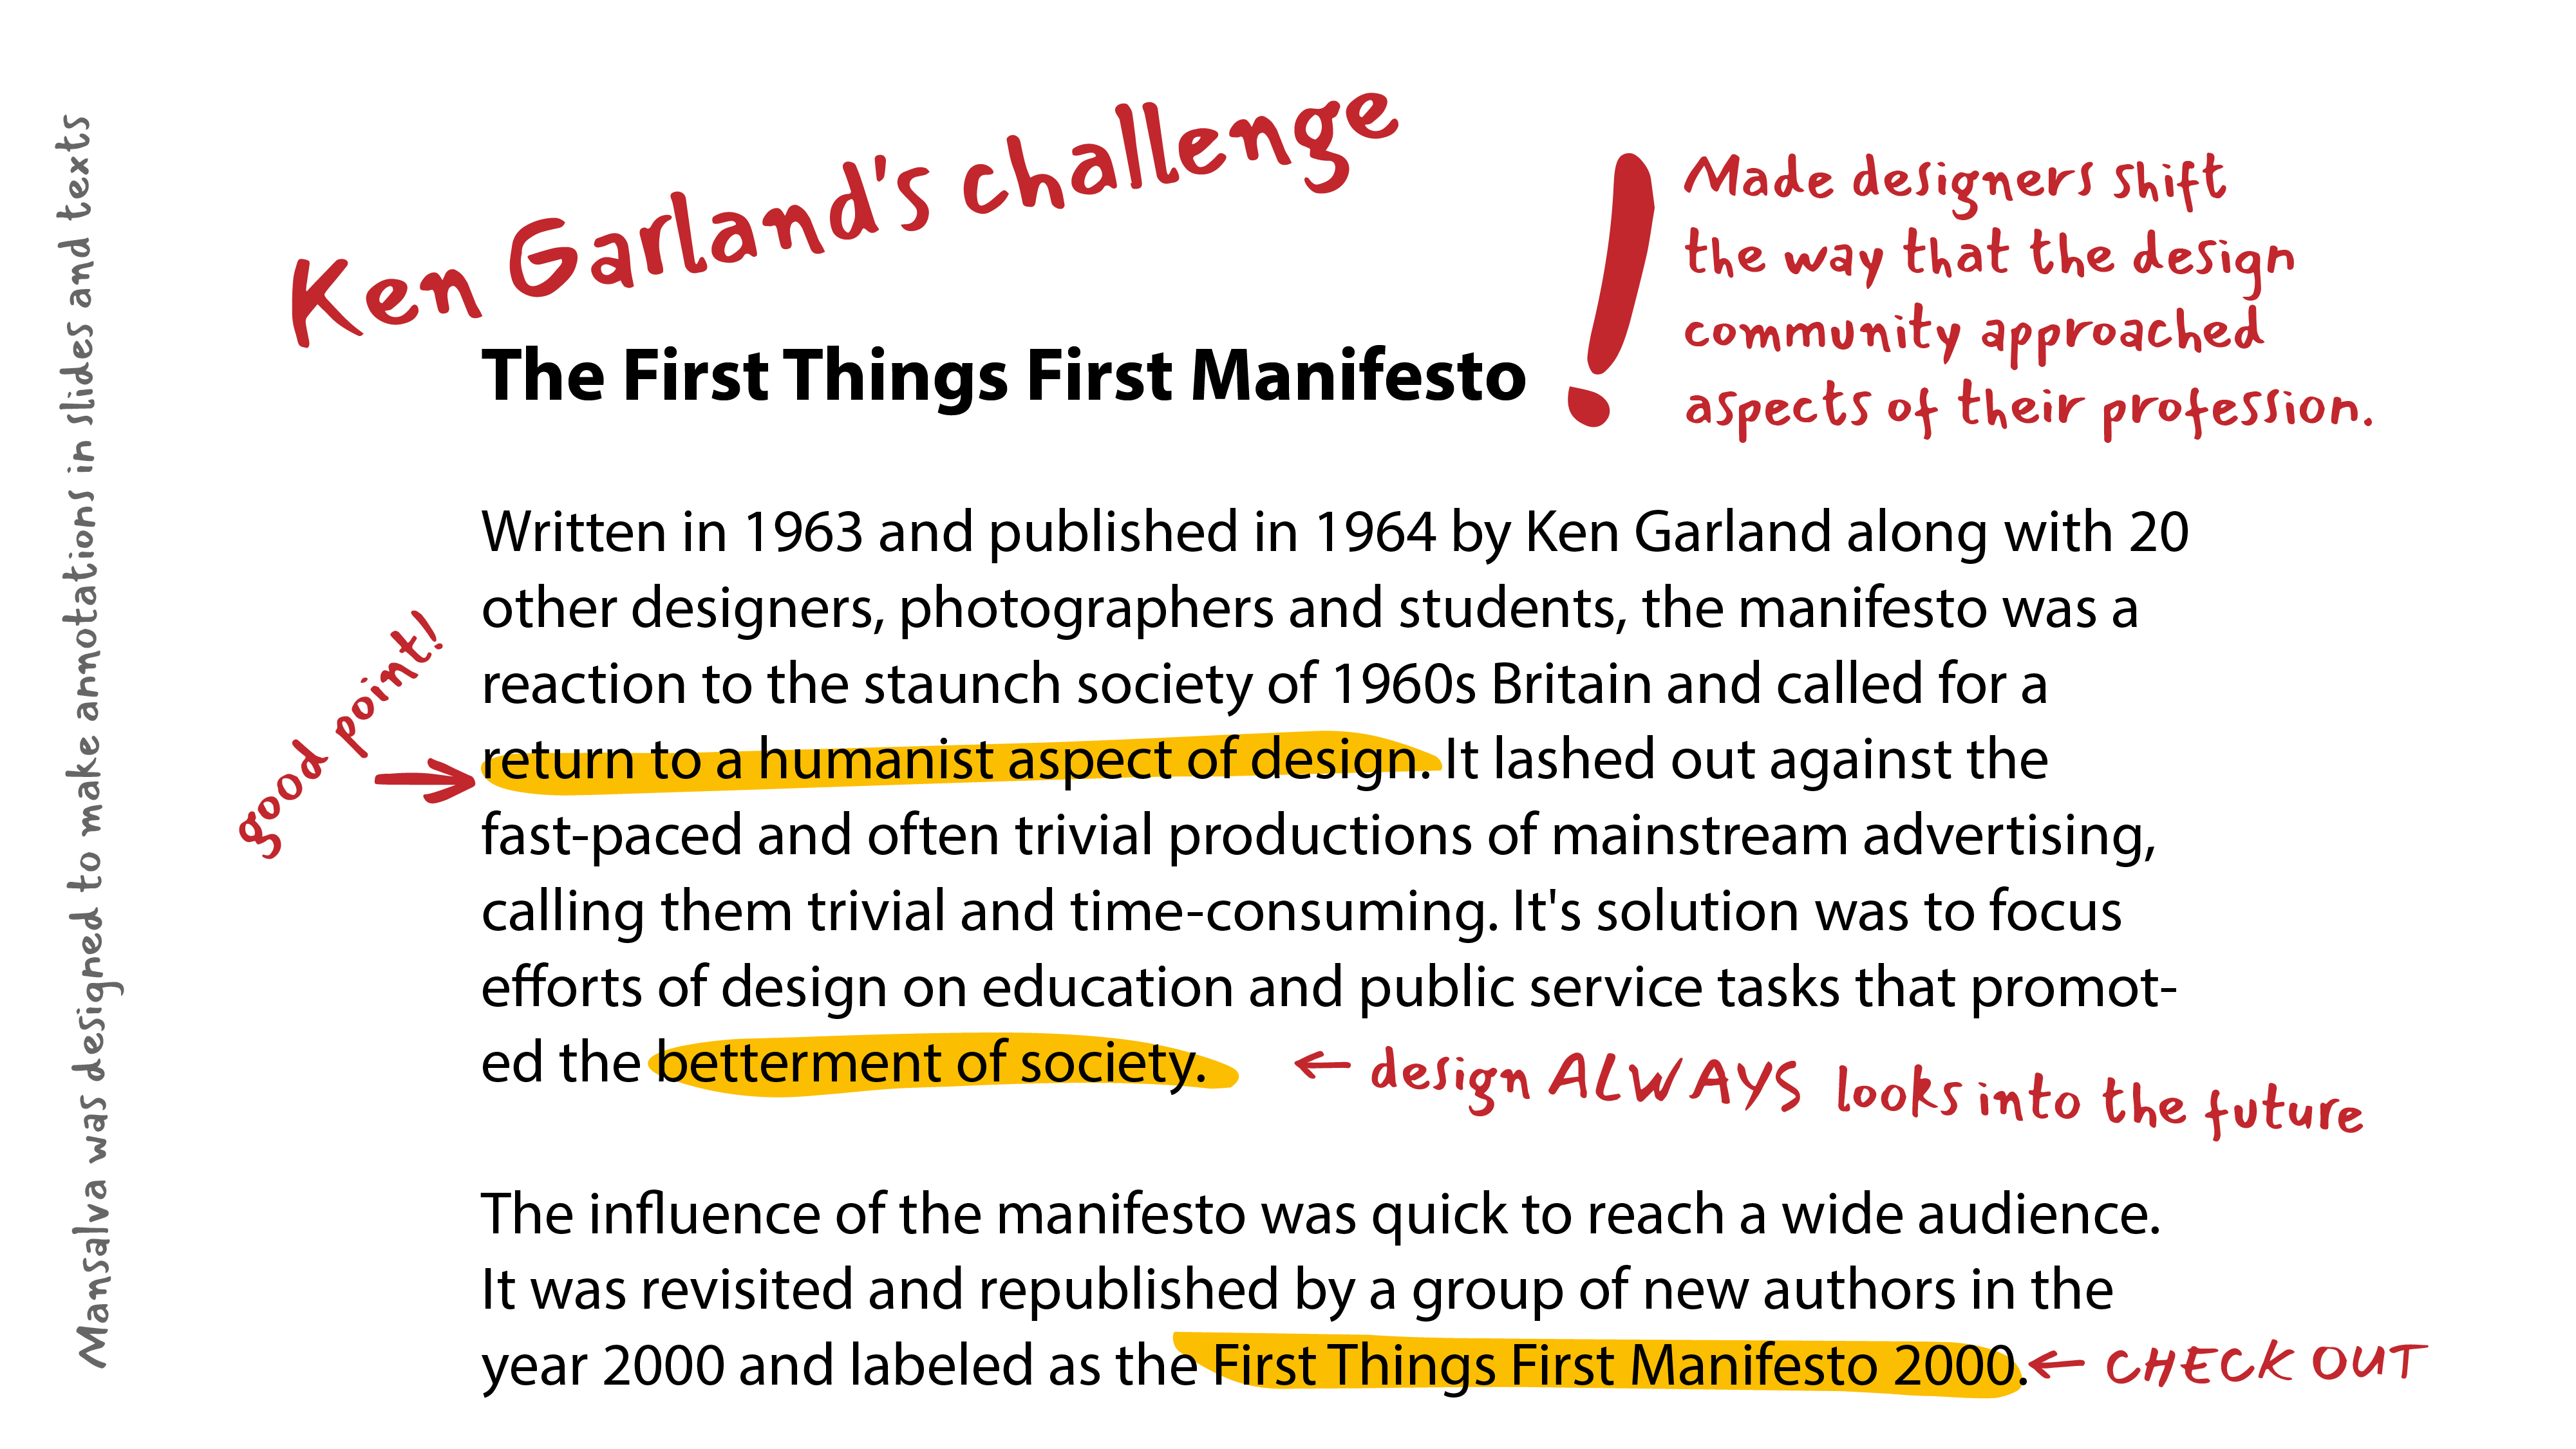 Mansalva was designed to make annotations in slides and texts
Ken Garland's challenge
!
Made designers shift
the way that the design
community approached
aspects of their profession.
The First Things First Manifesto
Written in 1963 and published in 1964 by Ken Garland along with 20
other designers, photographers and students, the manifesto was a
reaction to the staunch society of 1960s Britain and called for a
good point!
→
return to a humanist aspect of design. It lashed out against the
fast-paced and often trivial productions of mainstream advertising,
calling them trivial and time-consuming. It's solution was to focus
efforts of design on education and public service tasks that promot-
ed the betterment of society. ← design ALWAYS looks into the future
The influence of the manifesto was quick to reach a wide audience.
It was revisited and republished by a group of new authors in the
year 2000 and labeled as the First Things First Manifesto 2000. ← CHECK OUT